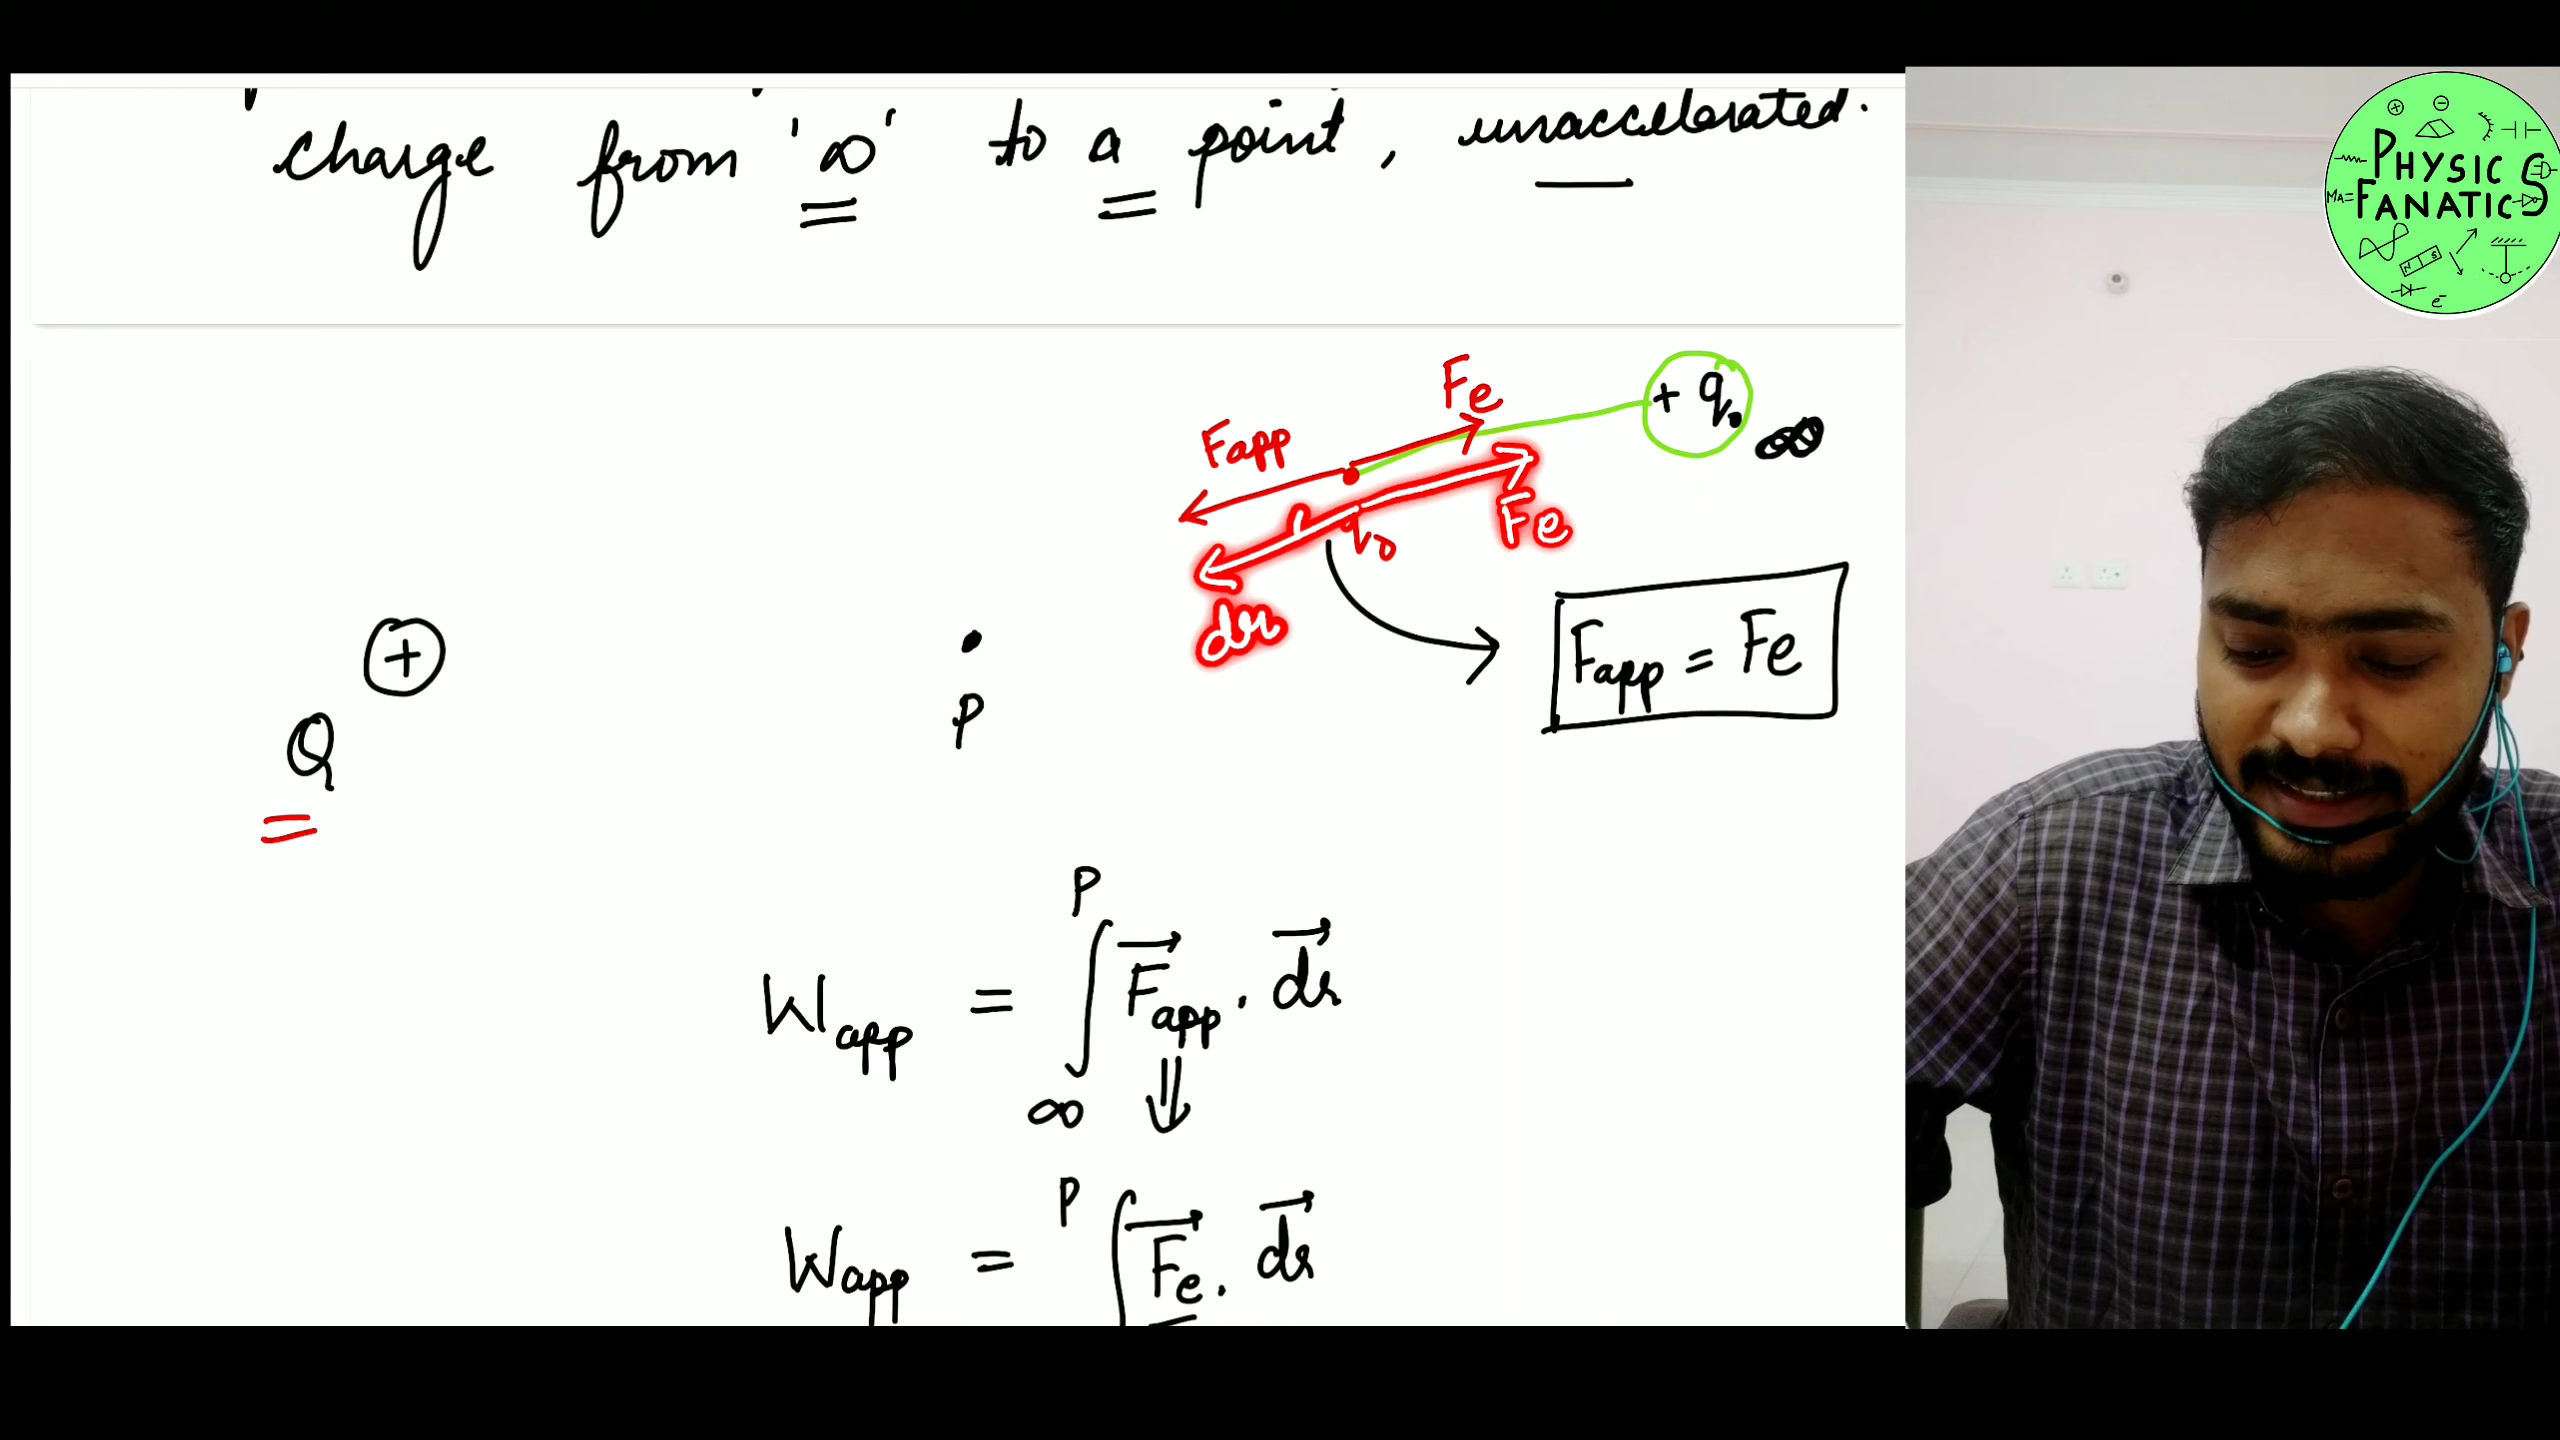 charge from '∞' to a point, unaccelerated.
PHYSICS
FANATICS
Fe
+ q₀
∞
Fapp
Fe
q₀
dr
Fapp = Fe
+
P
Q
P
Wapp = ∫ Fapp . dr
∞
P
Wapp = ∫ Fe . dr